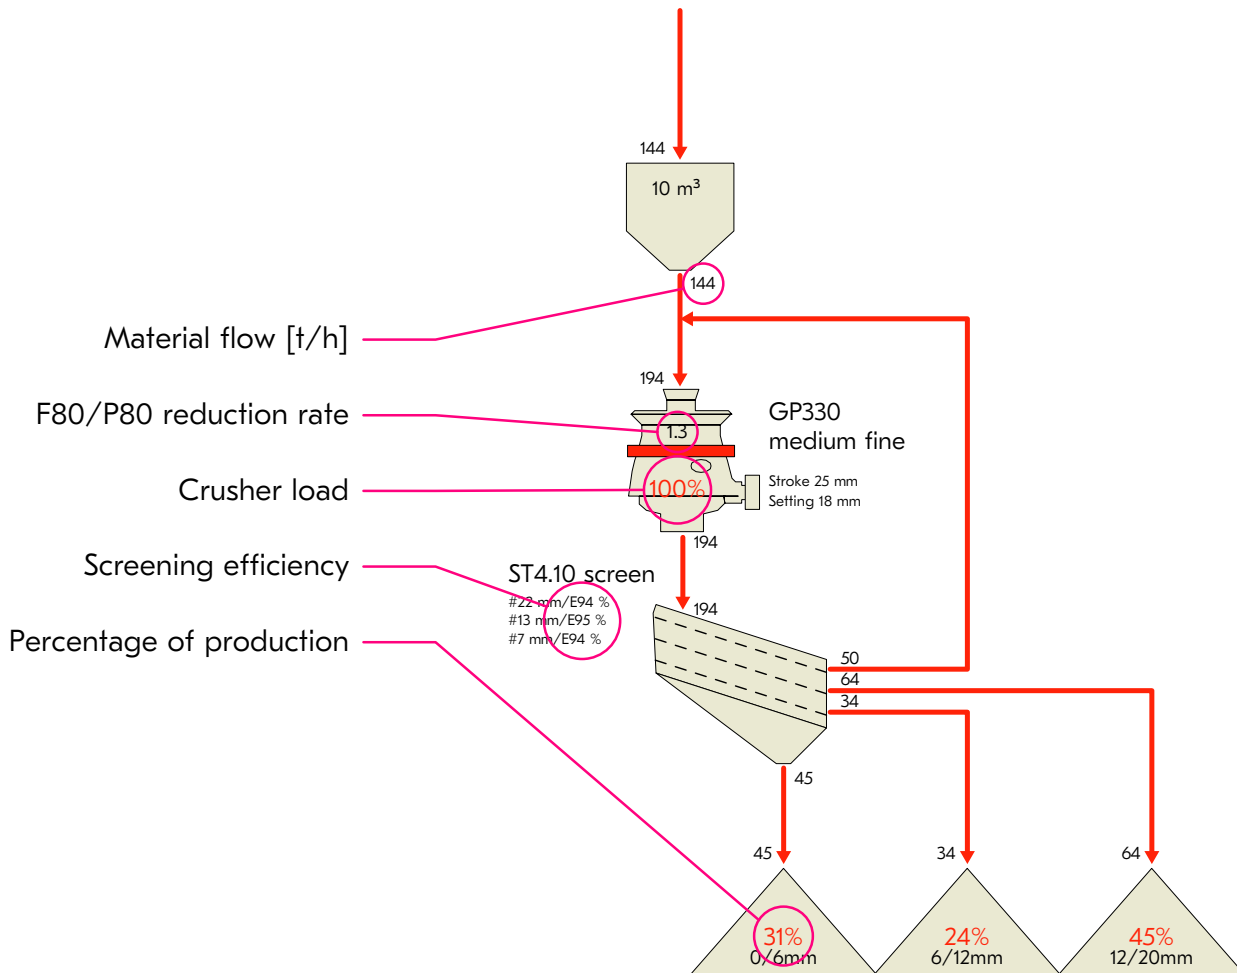 144
10 m³
144
Material flow [t/h]
194
F80/P80 reduction rate
1.3
GP330
medium fine
Crusher load
100%
Stroke 25 mm
Setting 18 mm
194
Screening efficiency
ST4.10 screen
#22 mm/E94 %
#13 mm/E95 %
#7 mm/E94 %
194
Percentage of production
50
64
34
45
45
34
64
31%
0/6mm
24%
6/12mm
45%
12/20mm